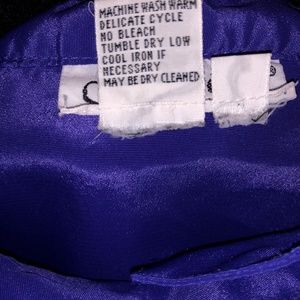 MACHINE WASH WARM
DELICATE CYCLE
NO BLEACH
TUMBLE DRY LOW
COOL IRON IF
NECESSARY
MAY BE DRY CLEANED
®